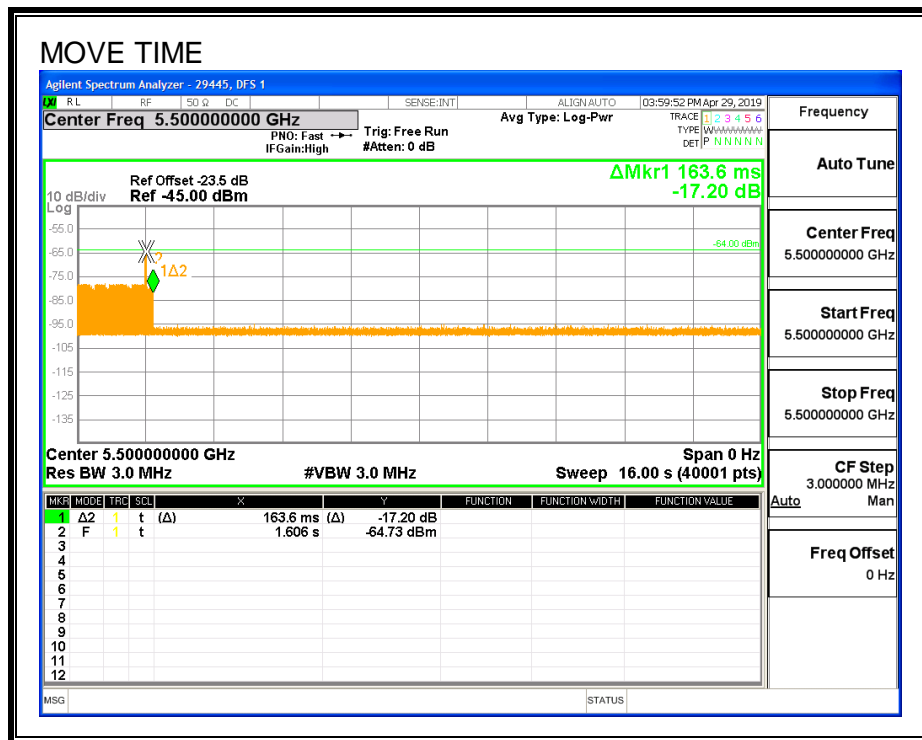 MOVE TIME
Agilent Spectrum Analyzer - 29445, DFS 1
LXI RL RF 50 Ω DC SENSE:INT ALIGN AUTO 03:59:52 PM Apr 29, 2019
Center Freq 5.500000000 GHz
PNO: Fast
IFGain:High
Trig: Free Run
#Atten: 0 dB
Avg Type: Log-Pwr
TRACE 1 2 3 4 5 6
TYPE W
DET P N N N N N
ΔMkr1 163.6 ms
-17.20 dB
Ref Offset -23.5 dB
10 dB/div Ref -45.00 dBm
Log
-55.0
-64.00 dBm
-65.0
2
1Δ2
-75.0
-85.0
-95.0
-105
-115
-125
-135
Center 5.500000000 GHz Span 0 Hz
Res BW 3.0 MHz #VBW 3.0 MHz Sweep 16.00 s (40001 pts)
MKR MODE TRC SCL X Y FUNCTION FUNCTION WIDTH FUNCTION VALUE
1 Δ2 1 t (Δ) 163.6 ms (Δ) -17.20 dB
2 F 1 t 1.606 s -64.73 dBm
3
4
5
6
7
8
9
10
11
12
MSG STATUS
Frequency
Auto Tune
Center Freq
5.500000000 GHz
Start Freq
5.500000000 GHz
Stop Freq
5.500000000 GHz
CF Step
3.000000 MHz
Auto Man
Freq Offset
0 Hz